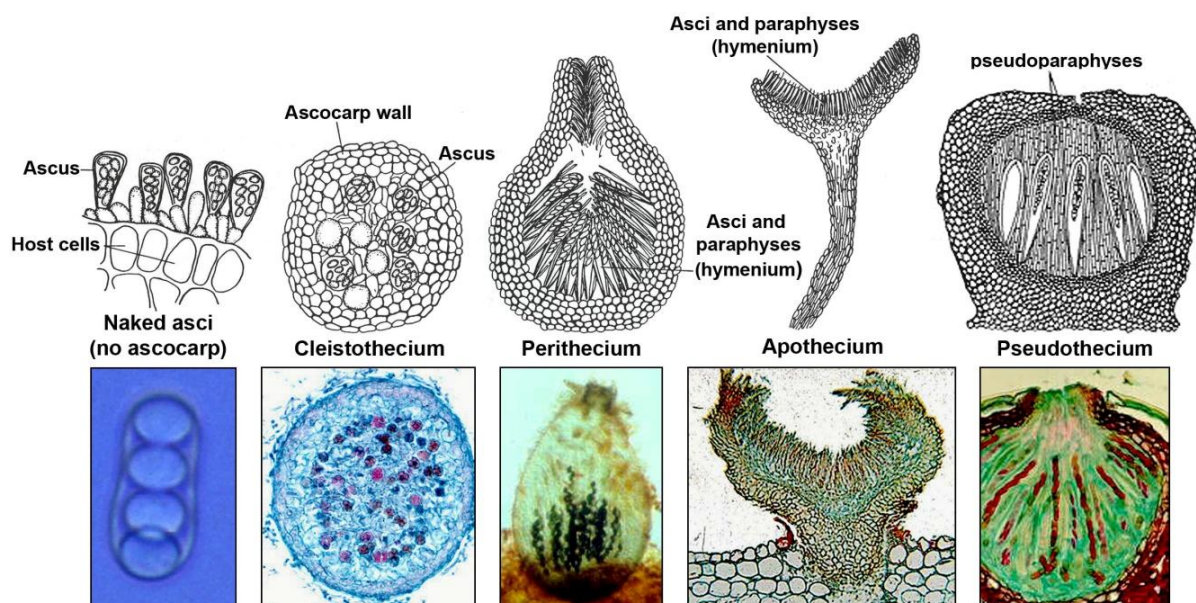 Asci and paraphyses
(hymenium)
pseudoparaphyses
Ascocarp wall
Ascus
Ascus
Host cells
Asci and
paraphyses
(hymenium)
Naked asci
(no ascocarp)
Cleistothecium
Perithecium
Apothecium
Pseudothecium